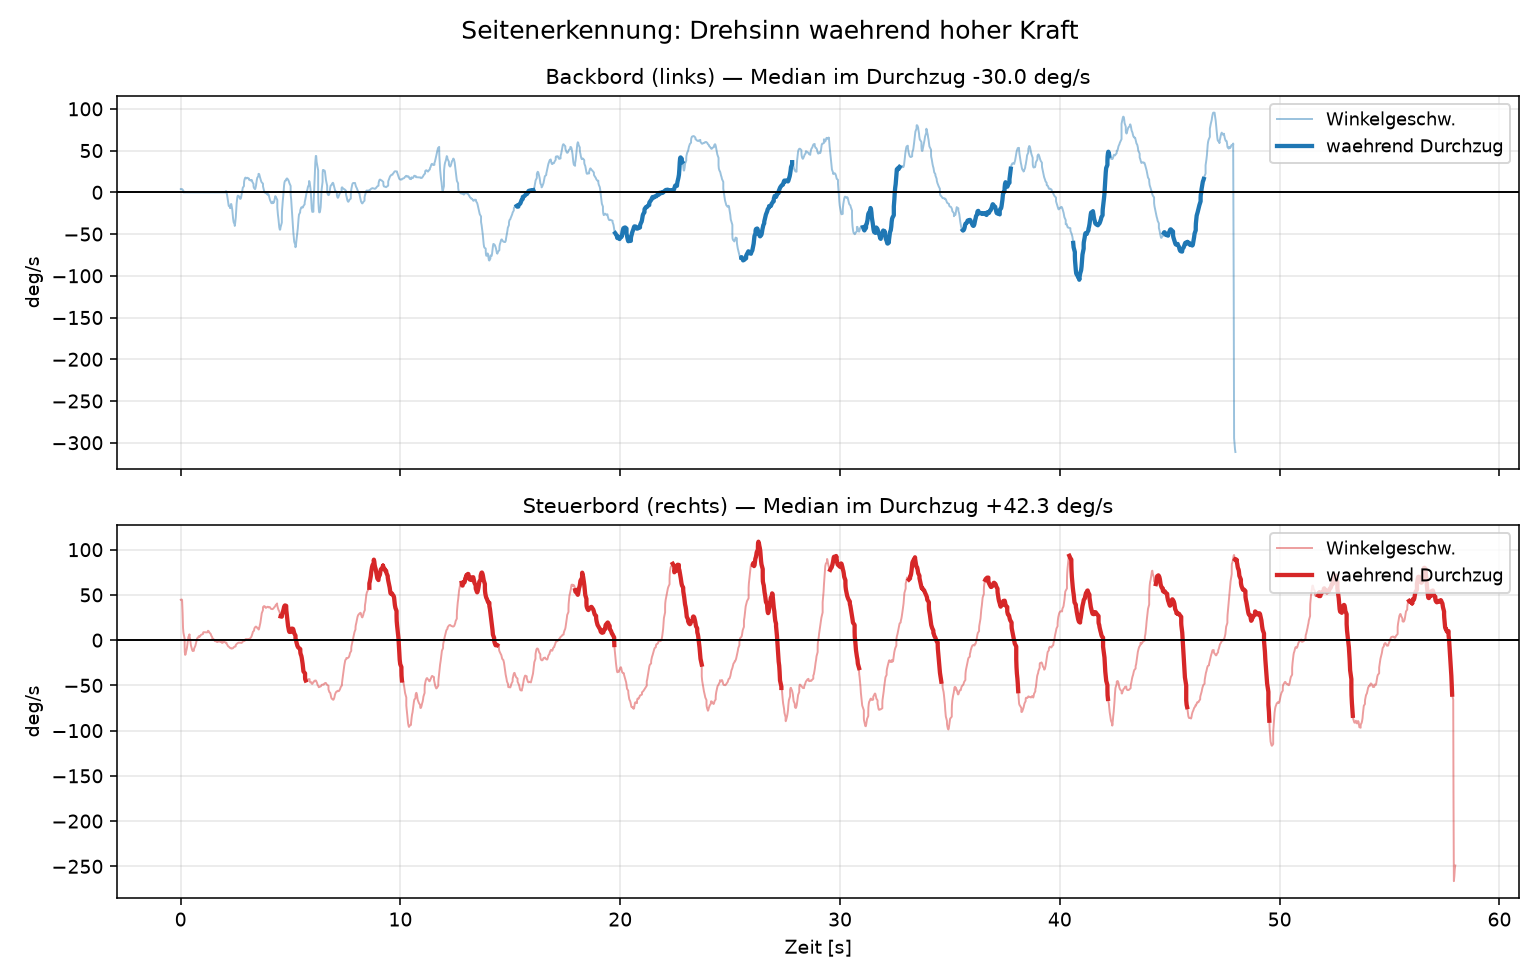 Seitenerkennung: Drehsinn waehrend hoher Kraft
Backbord (links) — Median im Durchzug -30.0 deg/s
100
50
0
−50
−100
−150
−200
−250
−300
deg/s
Winkelgeschw.
waehrend Durchzug
Steuerbord (rechts) — Median im Durchzug +42.3 deg/s
100
50
0
−50
−100
−150
−200
−250
deg/s
Winkelgeschw.
waehrend Durchzug
0 10 20 30 40 50 60
Zeit [s]